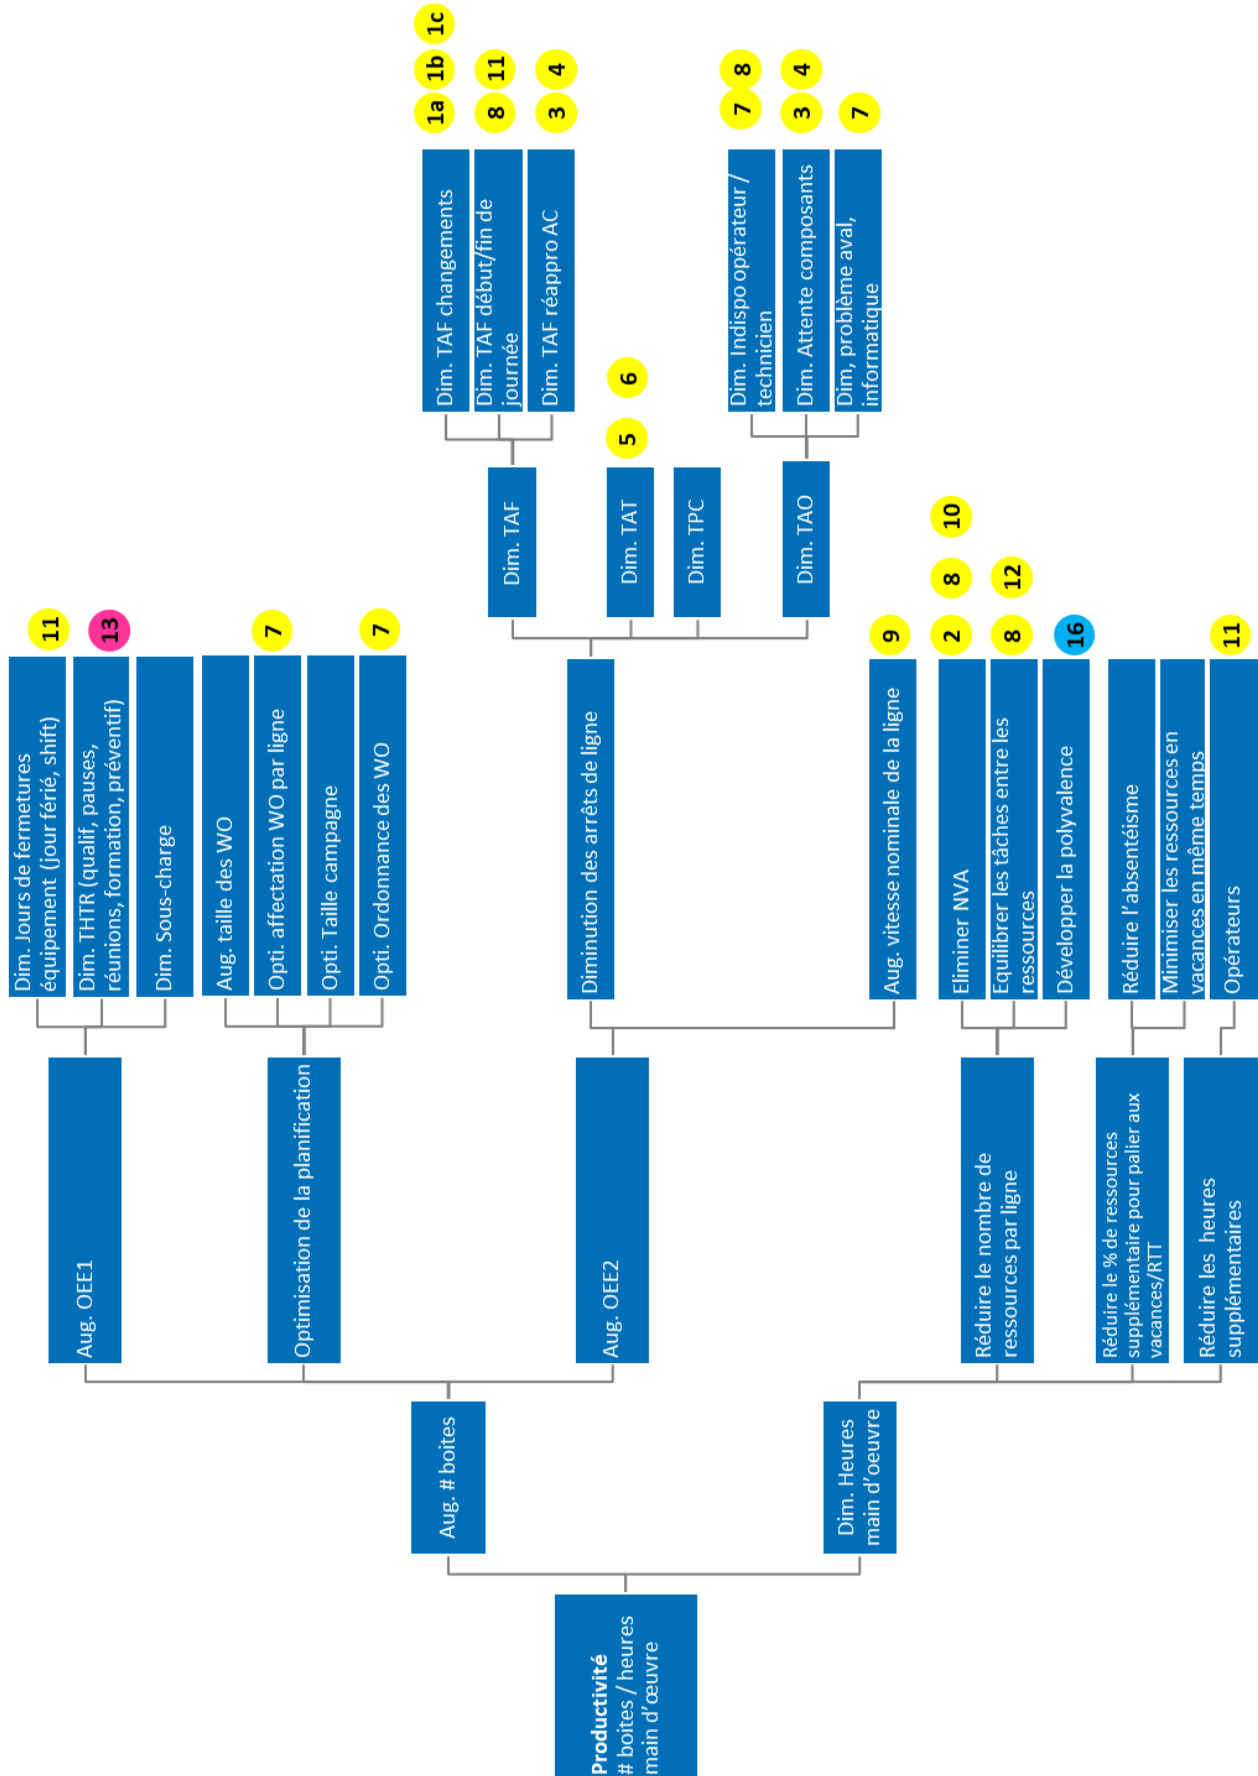 Productivité
# boites / heures
main d'œuvre
Aug. # boites
Dim. Heures
main d'oeuvre
Aug. OEE1
Optimisation de la planification
Aug. OEE2
Réduire le nombre de
ressources par ligne
Réduire le % de ressources
supplémentaire pour palier aux
vacances/RTT
Réduire les heures
supplémentaires
Dim. Jours de fermetures
équipement (jour férié, shift)
11
Dim. THTR (qualif, pauses,
réunions, formation, préventif)
13
Dim. Sous-charge
Aug. taille des WO
Opti. affectation WO par ligne
7
Opti. Taille campagne
Opti. Ordonnance des WO
7
Diminution des arrêts de ligne
Aug. vitesse nominale de la ligne
9
Eliminer NVA
2 8 10
Equilibrer les tâches entre les
ressources
8 12
Développer la polyvalence
16
Réduire l'absentéisme
Minimiser les ressources en
vacances en même temps
Opérateurs
11
Dim. TAF
Dim. TAT
5 6
Dim. TPC
Dim. TAO
Dim. TAF changements
1a 1b 1c
Dim. TAF début/fin de
journée
8 11
Dim. TAF réappro AC
3 4
Dim. Indispo opérateur /
technicien
7 8
Dim. Attente composants
3 4
Dim, problème aval,
informatique
7